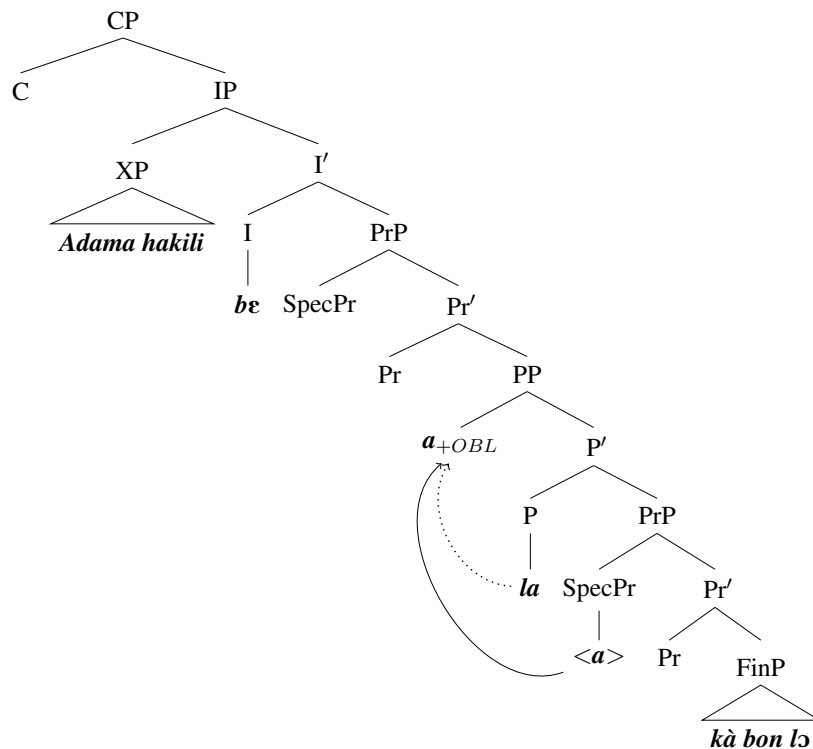 CP
C IP
XP I′
Adama hakili I PrP
bɛ SpecPr Pr′
Pr PP
a+OBL P′
P PrP
la SpecPr Pr′
<a> Pr FinP
kà bon lɔ